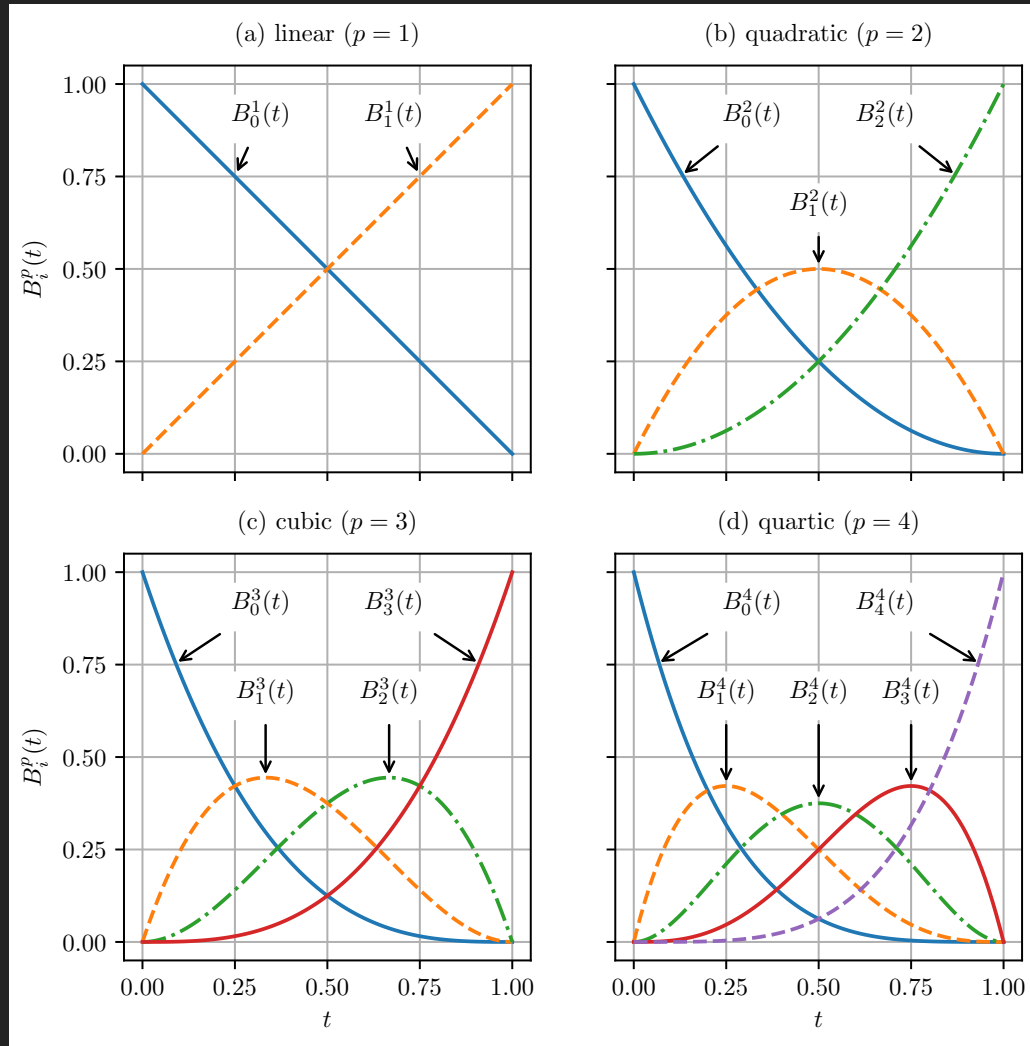 (a) linear (p = 1)
1.00
0.75
0.50
0.25
0.00
B_i^p(t)
B_0^1(t)
B_1^1(t)
(b) quadratic (p = 2)
B_0^2(t)
B_2^2(t)
B_1^2(t)
(c) cubic (p = 3)
1.00
0.75
0.50
0.25
0.00
B_i^p(t)
B_0^3(t)
B_3^3(t)
B_1^3(t)
B_2^3(t)
0.00 0.25 0.50 0.75 1.00
t
(d) quartic (p = 4)
B_0^4(t)
B_4^4(t)
B_1^4(t)
B_2^4(t)
B_3^4(t)
0.00 0.25 0.50 0.75 1.00
t